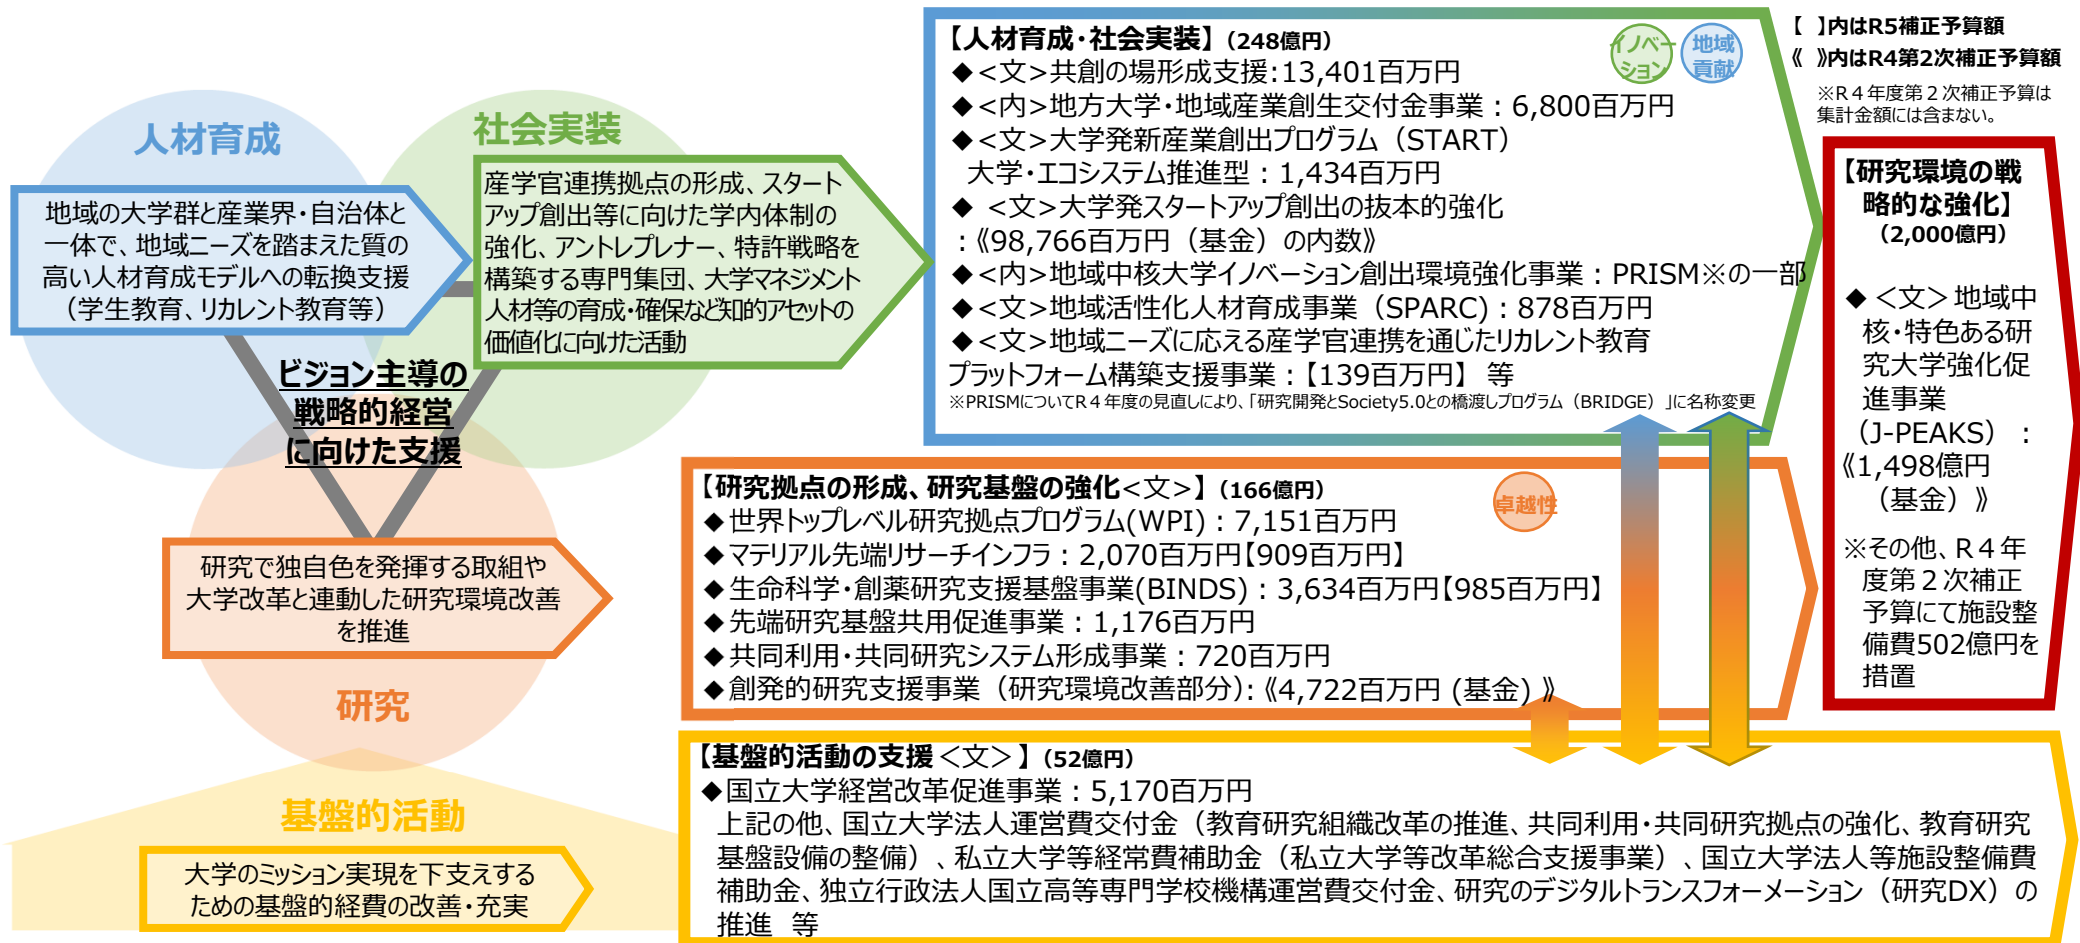 【 】内はR5補正予算額
《 》内はR4第2次補正予算額
※R４年度第２次補正予算は
集計金額には含まない。
人材育成
地域の大学群と産業界・自治体と
一体で、地域ニーズを踏まえた質の
高い人材育成モデルへの転換支援
（学生教育、リカレント教育等）
社会実装
産学官連携拠点の形成、スタート
アップ創出等に向けた学内体制の
強化、アントレプレナー、特許戦略を
構築する専門集団、大学マネジメント
人材等の育成・確保など知的アセットの
価値化に向けた活動
ビジョン主導の
戦略的経営
に向けた支援
研究で独自色を発揮する取組や
大学改革と連動した研究環境改善
を推進
研究
基盤的活動
大学のミッション実現を下支えする
ための基盤的経費の改善・充実
【人材育成・社会実装】（248億円）
イノベー
ション
地域
貢献
◆＜文＞共創の場形成支援:13,401百万円
◆＜内＞地方大学・地域産業創生交付金事業：6,800百万円
◆＜文＞大学発新産業創出プログラム（START）
大学・エコシステム推進型：1,434百万円
◆ ＜文＞大学発スタートアップ創出の抜本的強化
：《98,766百万円（基金）の内数》
◆＜内＞地域中核大学イノベーション創出環境強化事業：PRISM※の一部
◆＜文＞地域活性化人材育成事業（SPARC)：878百万円
◆＜文＞地域ニーズに応える産学官連携を通じたリカレント教育
プラットフォーム構築支援事業：【139百万円】 等
※PRISMについてR４年度の見直しにより、「研究開発とSociety5.0との橋渡しプログラム（BRIDGE）」に名称変更
【研究拠点の形成、研究基盤の強化＜文＞】（166億円）
卓越性
◆世界トップレベル研究拠点プログラム(WPI)：7,151百万円
◆マテリアル先端リサーチインフラ：2,070百万円【909百万円】
◆生命科学・創薬研究支援基盤事業(BINDS)：3,634百万円【985百万円】
◆先端研究基盤共用促進事業：1,176百万円
◆共同利用・共同研究システム形成事業：720百万円
◆創発的研究支援事業（研究環境改善部分）：《4,722百万円 (基金) 》
【基盤的活動の支援＜文＞】（52億円）
◆国立大学経営改革促進事業：5,170百万円
上記の他、国立大学法人運営費交付金（教育研究組織改革の推進、共同利用・共同研究拠点の強化、教育研究
基盤設備の整備）、私立大学等経常費補助金（私立大学等改革総合支援事業）、国立大学法人等施設整備費
補助金、独立行政法人国立高等専門学校機構運営費交付金、研究のデジタルトランスフォーメーション（研究DX）の
推進 等
【研究環境の戦
略的な強化】
（2,000億円）
◆＜文＞地域中
核・特色ある研
究大学強化促
進事業
（J-PEAKS）：
《1,498億円
（基金）》
※その他、R４年
度第２次補正
予算にて施設整
備費502億円を
措置